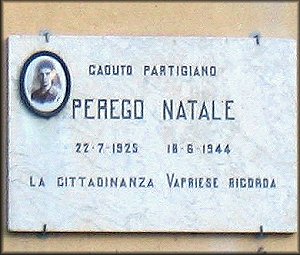 CADUTO PARTIGIANO
PEREGO NATALE
22-7-1925 18-6-1944
LA CITTADINANZA VAPRIESE RICORDA